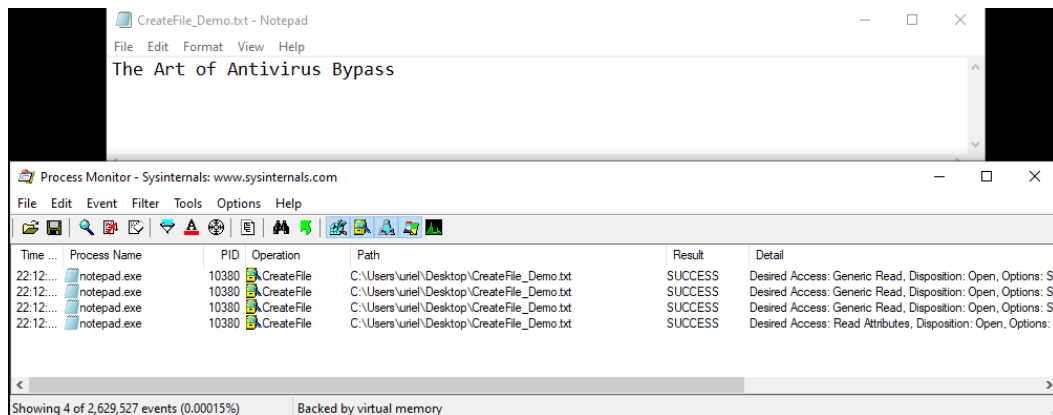 CreateFile_Demo.txt - Notepad
File Edit Format View Help
The Art of Antivirus Bypass
Process Monitor - Sysinternals: www.sysinternals.com
File Edit Event Filter Tools Options Help
Time ... Process Name PID Operation Path Result Detail
22:12:... notepad.exe 10380 CreateFile C:\Users\uriel\Desktop\CreateFile_Demo.txt SUCCESS Desired Access: Generic Read, Disposition: Open, Options: S
22:12:... notepad.exe 10380 CreateFile C:\Users\uriel\Desktop\CreateFile_Demo.txt SUCCESS Desired Access: Generic Read, Disposition: Open, Options: S
22:12:... notepad.exe 10380 CreateFile C:\Users\uriel\Desktop\CreateFile_Demo.txt SUCCESS Desired Access: Generic Read, Disposition: Open, Options: S
22:12:... notepad.exe 10380 CreateFile C:\Users\uriel\Desktop\CreateFile_Demo.txt SUCCESS Desired Access: Read Attributes, Disposition: Open, Options:
Showing 4 of 2,629,527 events (0.00015%) Backed by virtual memory